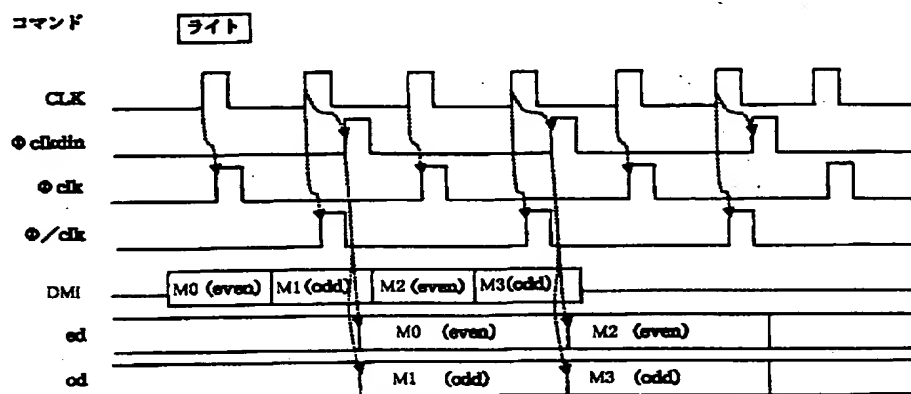 コマンド
ライト
CLK
Φclkdin
Φclk
Φ/clk
DMI
M0 (even)
M1 (odd)
M2 (even)
M3 (odd)
ed
M0 (even)
M2 (even)
od
M1 (odd)
M3 (odd)